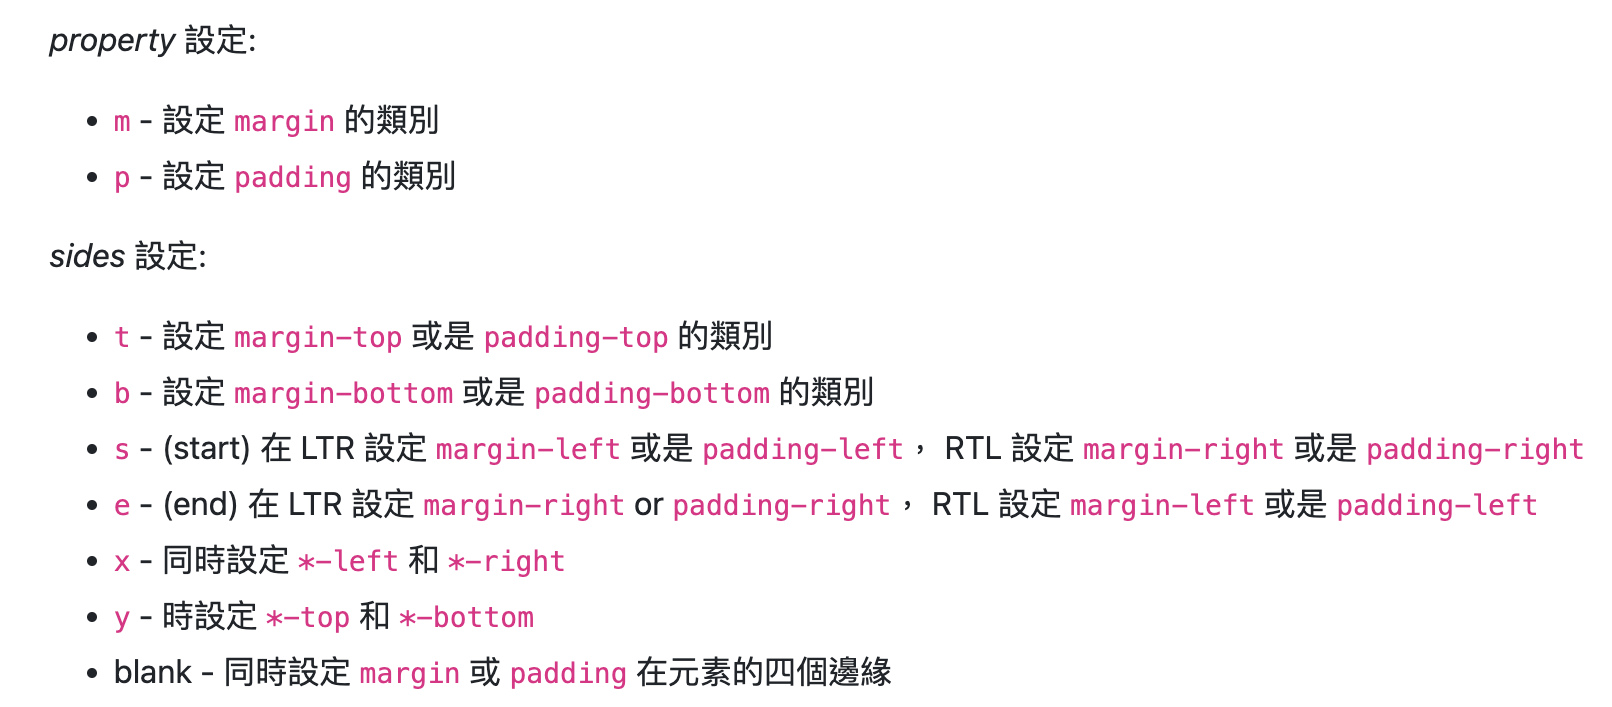 property 設定:
• m - 設定 margin 的類別
• p - 設定 padding 的類別
sides 設定:
• t - 設定 margin-top 或是 padding-top 的類別
• b - 設定 margin-bottom 或是 padding-bottom 的類別
• s - (start) 在 LTR 設定 margin-left 或是 padding-left， RTL 設定 margin-right 或是 padding-right
• e - (end) 在 LTR 設定 margin-right or padding-right， RTL 設定 margin-left 或是 padding-left
• x - 同時設定 *-left 和 *-right
• y - 時設定 *-top 和 *-bottom
• blank - 同時設定 margin 或 padding 在元素的四個邊緣